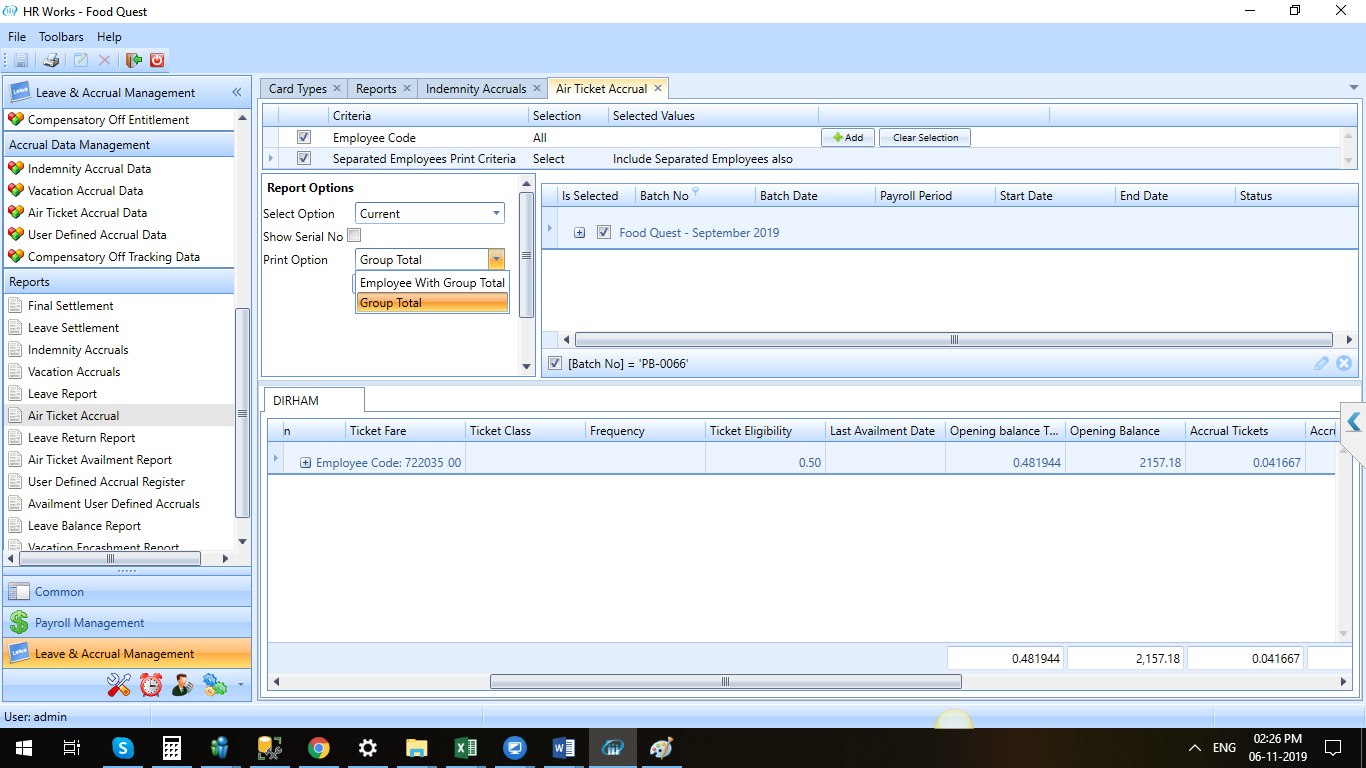 HR Works - Food Quest
File Toolbars Help
Leave & Accrual Management
Compensatory Off Entitlement
Accrual Data Management
Indemnity Accrual Data
Vacation Accrual Data
Air Ticket Accrual Data
User Defined Accrual Data
Compensatory Off Tracking Data
Reports
Final Settlement
Leave Settlement
Indemnity Accruals
Vacation Accruals
Leave Report
Air Ticket Accrual
Leave Return Report
Air Ticket Availment Report
User Defined Accrual Register
Availment User Defined Accruals
Leave Balance Report
Vacation Encashment Report
Common
Payroll Management
Leave & Accrual Management
Card Types Reports Indemnity Accruals Air Ticket Accrual
Criteria Selection Selected Values
Employee Code All Add Clear Selection
Separated Employees Print Criteria Select Include Separated Employees also
Report Options
Select Option Current
Show Serial No
Print Option Group Total
Employee With Group Total
Group Total
Is Selected Batch No Batch Date Payroll Period Start Date End Date Status
Food Quest - September 2019
[Batch No] = 'PB-0066'
DIRHAM
n Ticket Fare Ticket Class Frequency Ticket Eligibility Last Availment Date Opening balance T... Opening Balance Accrual Tickets Accru
Employee Code: 722035 00 0.50 0.481944 2157.18 0.041667
0.481944 2,157.18 0.041667
User: admin
ENG 02:26 PM
06-11-2019